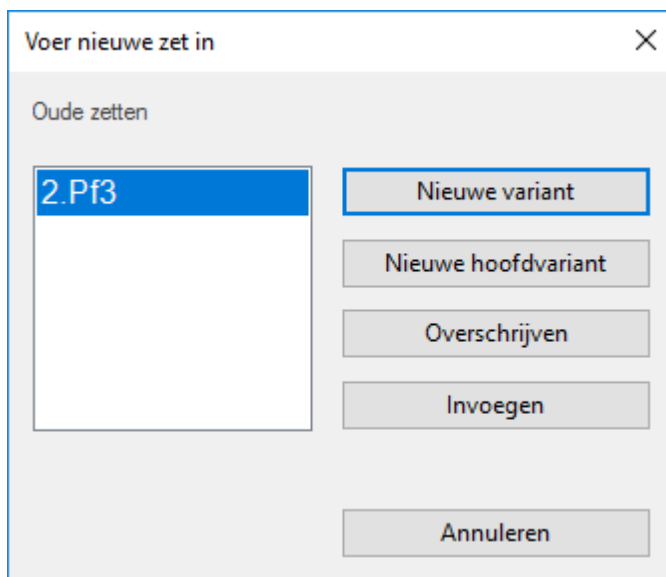 Voer nieuwe zet in
Oude zetten
2.Pf3
Nieuwe variant
Nieuwe hoofdvariant
Overschrijven
Invoegen
Annuleren